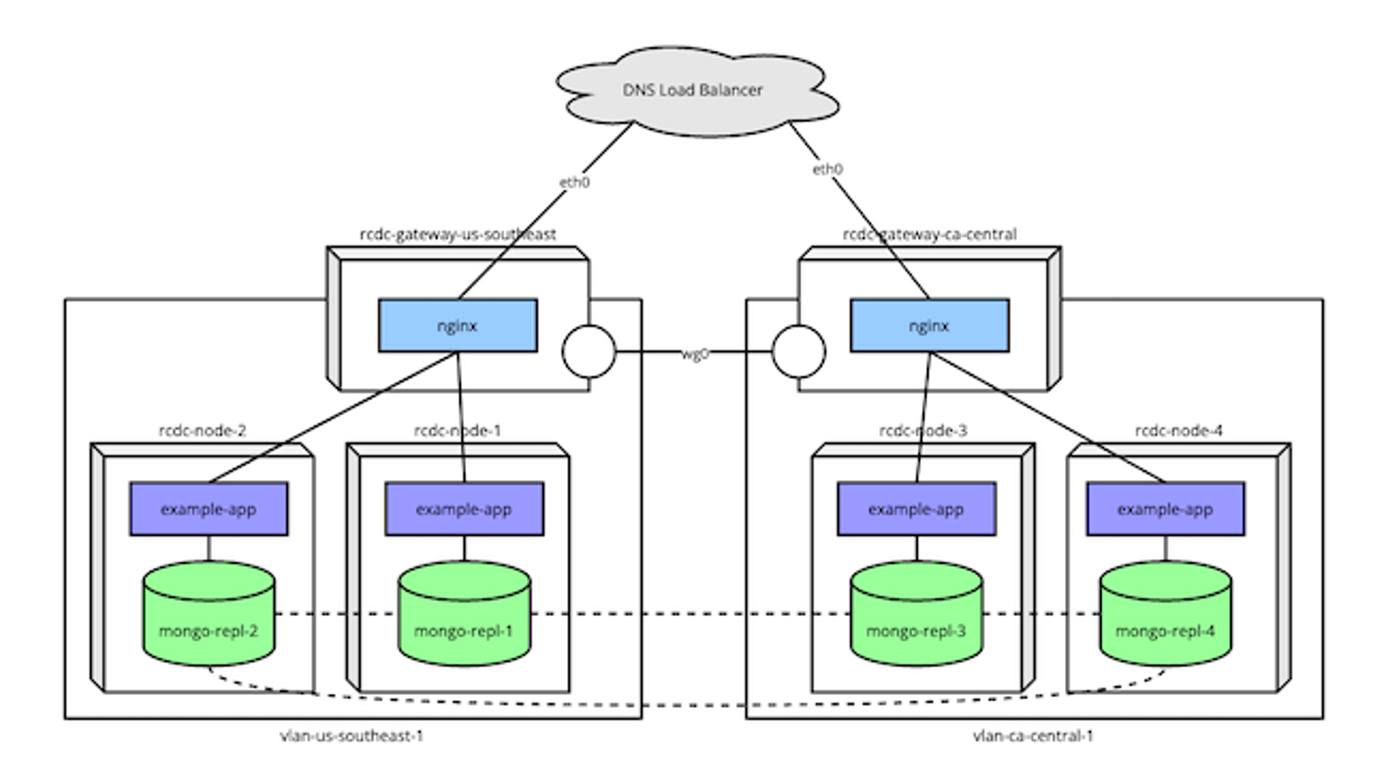 DNS Load Balancer
eth0
eth0
rcdc-gateway-us-southeast
rcdc-gateway-ca-central
nginx
nginx
wg0
rcdc-node-2
rcdc-node-1
rcdc-node-3
rcdc-node-4
example-app
example-app
example-app
example-app
mongo-repl-2
mongo-repl-1
mongo-repl-3
mongo-repl-4
vlan-us-southeast-1
vlan-ca-central-1